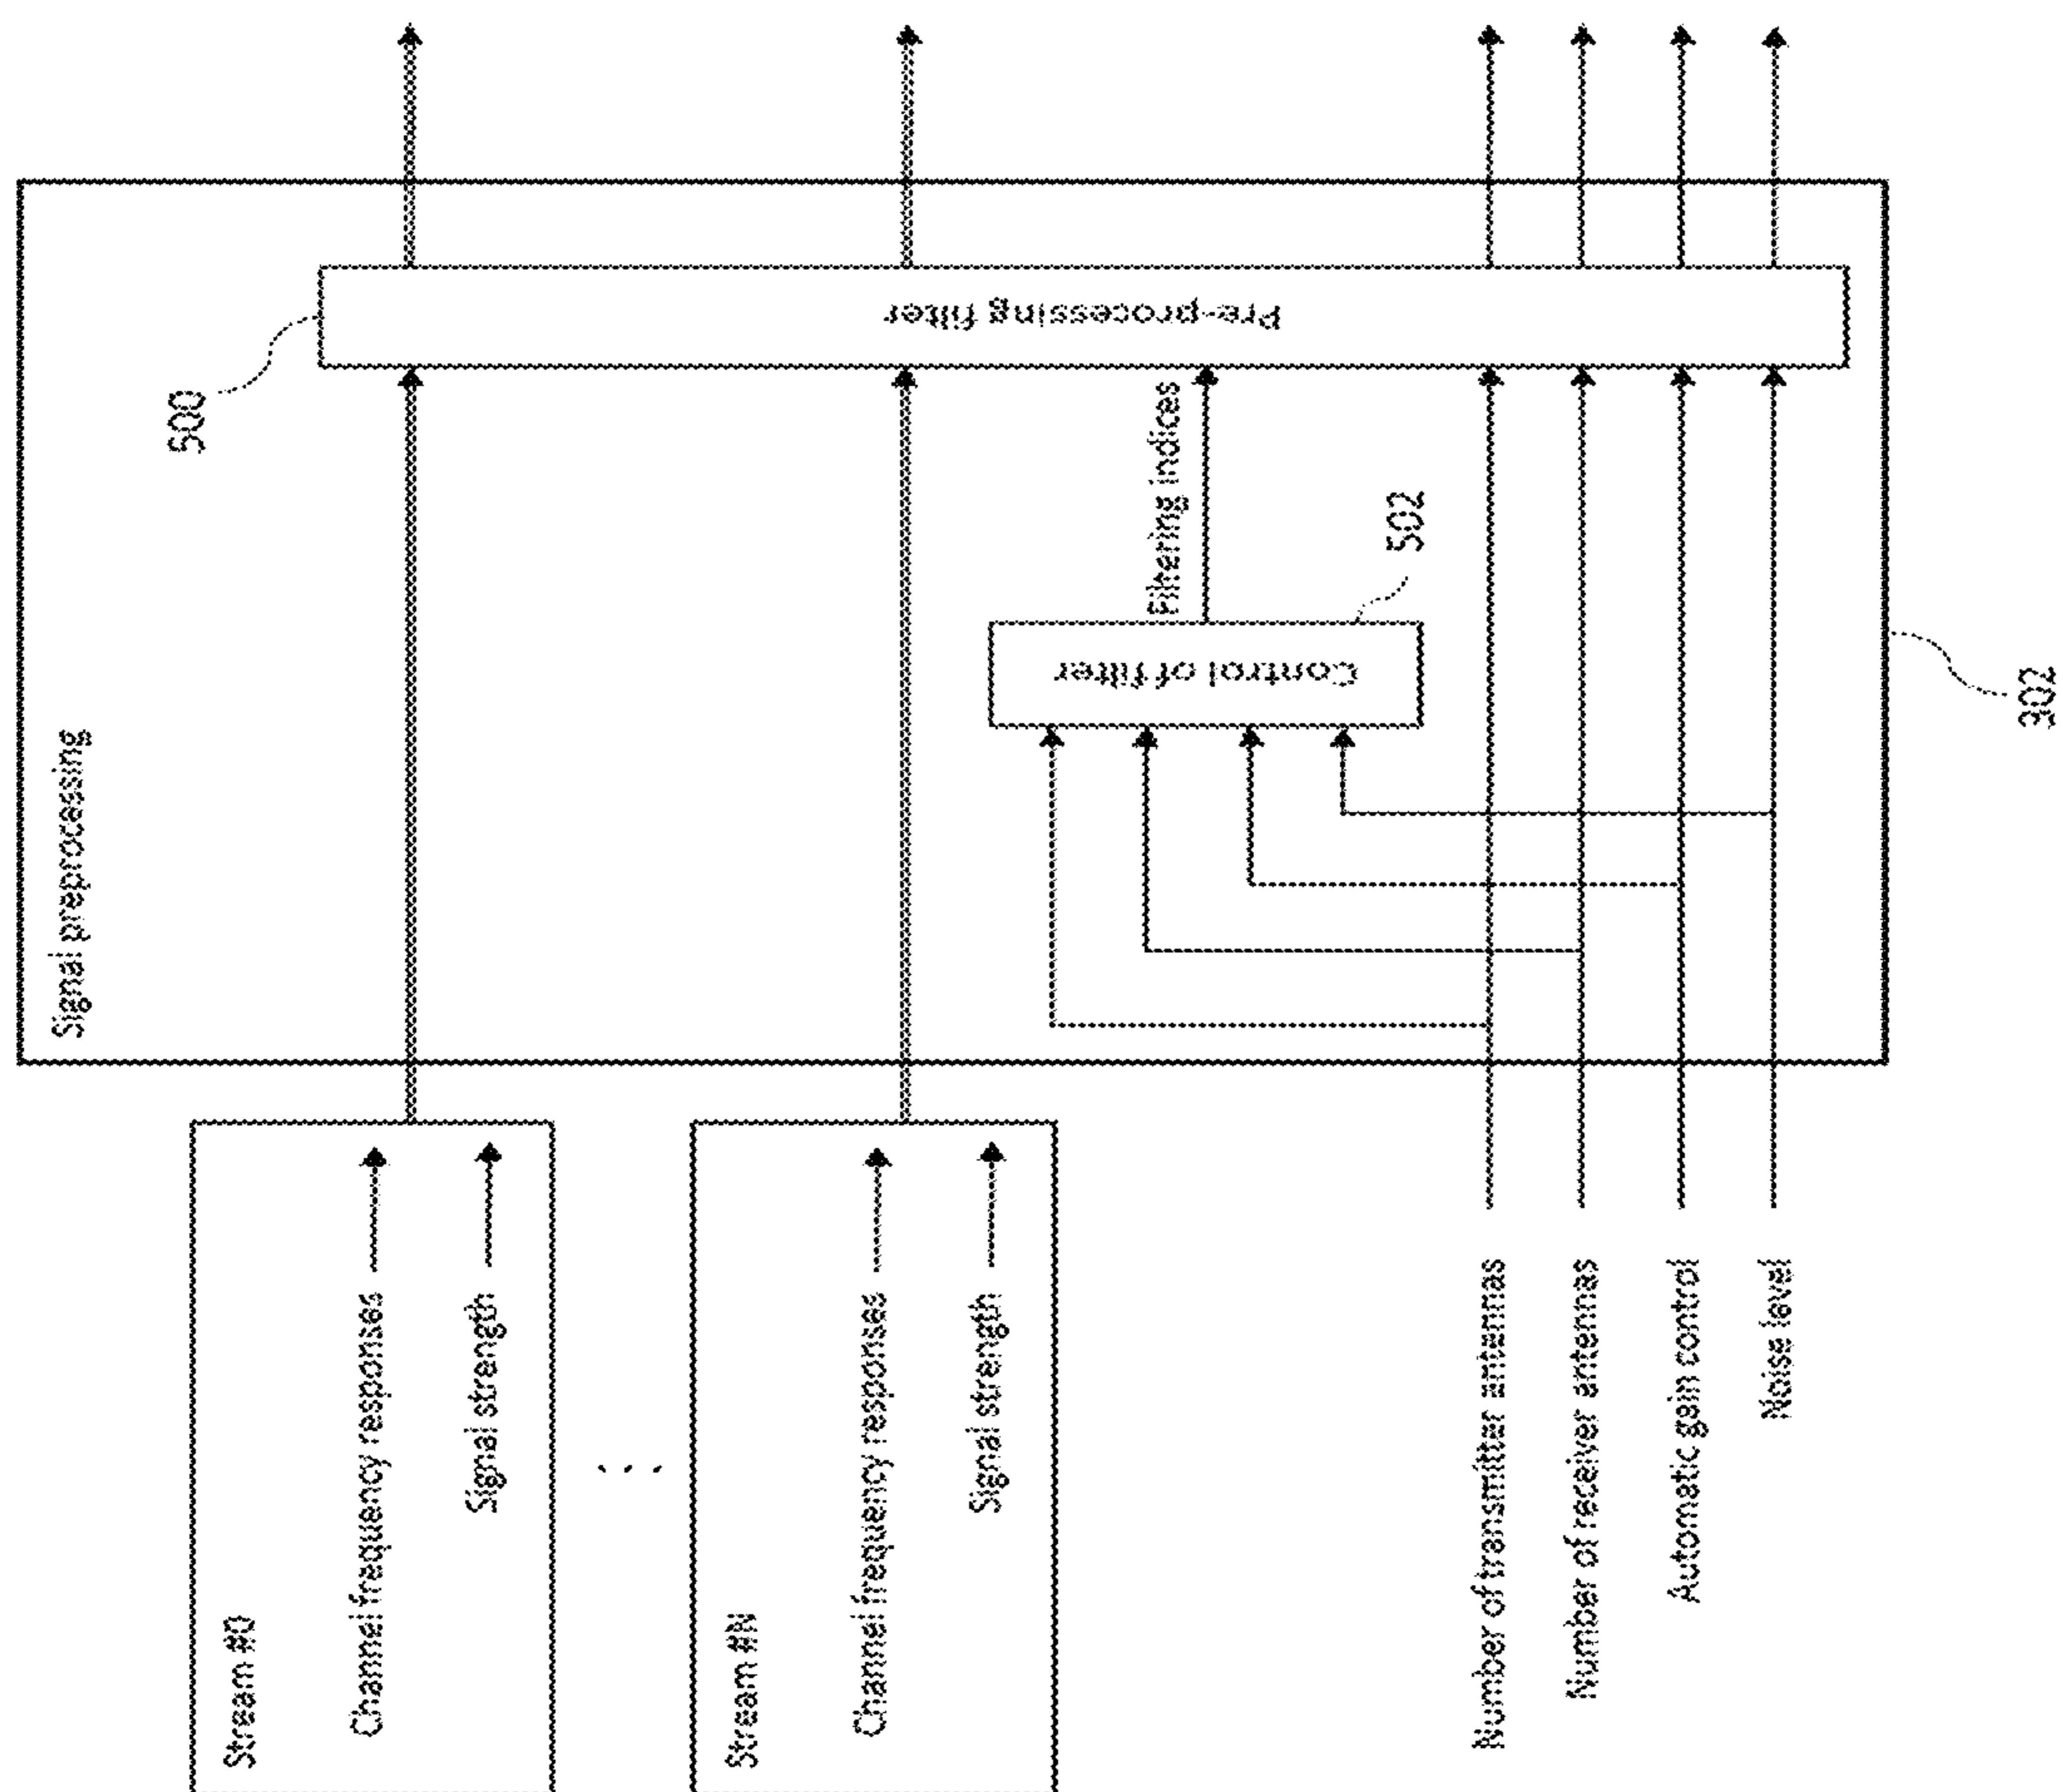 Stream #0
Channel frequency responses
Signal strength
. . .
Stream #N
Channel frequency responses
Signal strength
Number of transmitter antennas
Number of receiver antennas
Automatic gain control
Noise level
Signal preprocessing
Control of filter
502
Filtering indices
Pre-processing filter
500
302